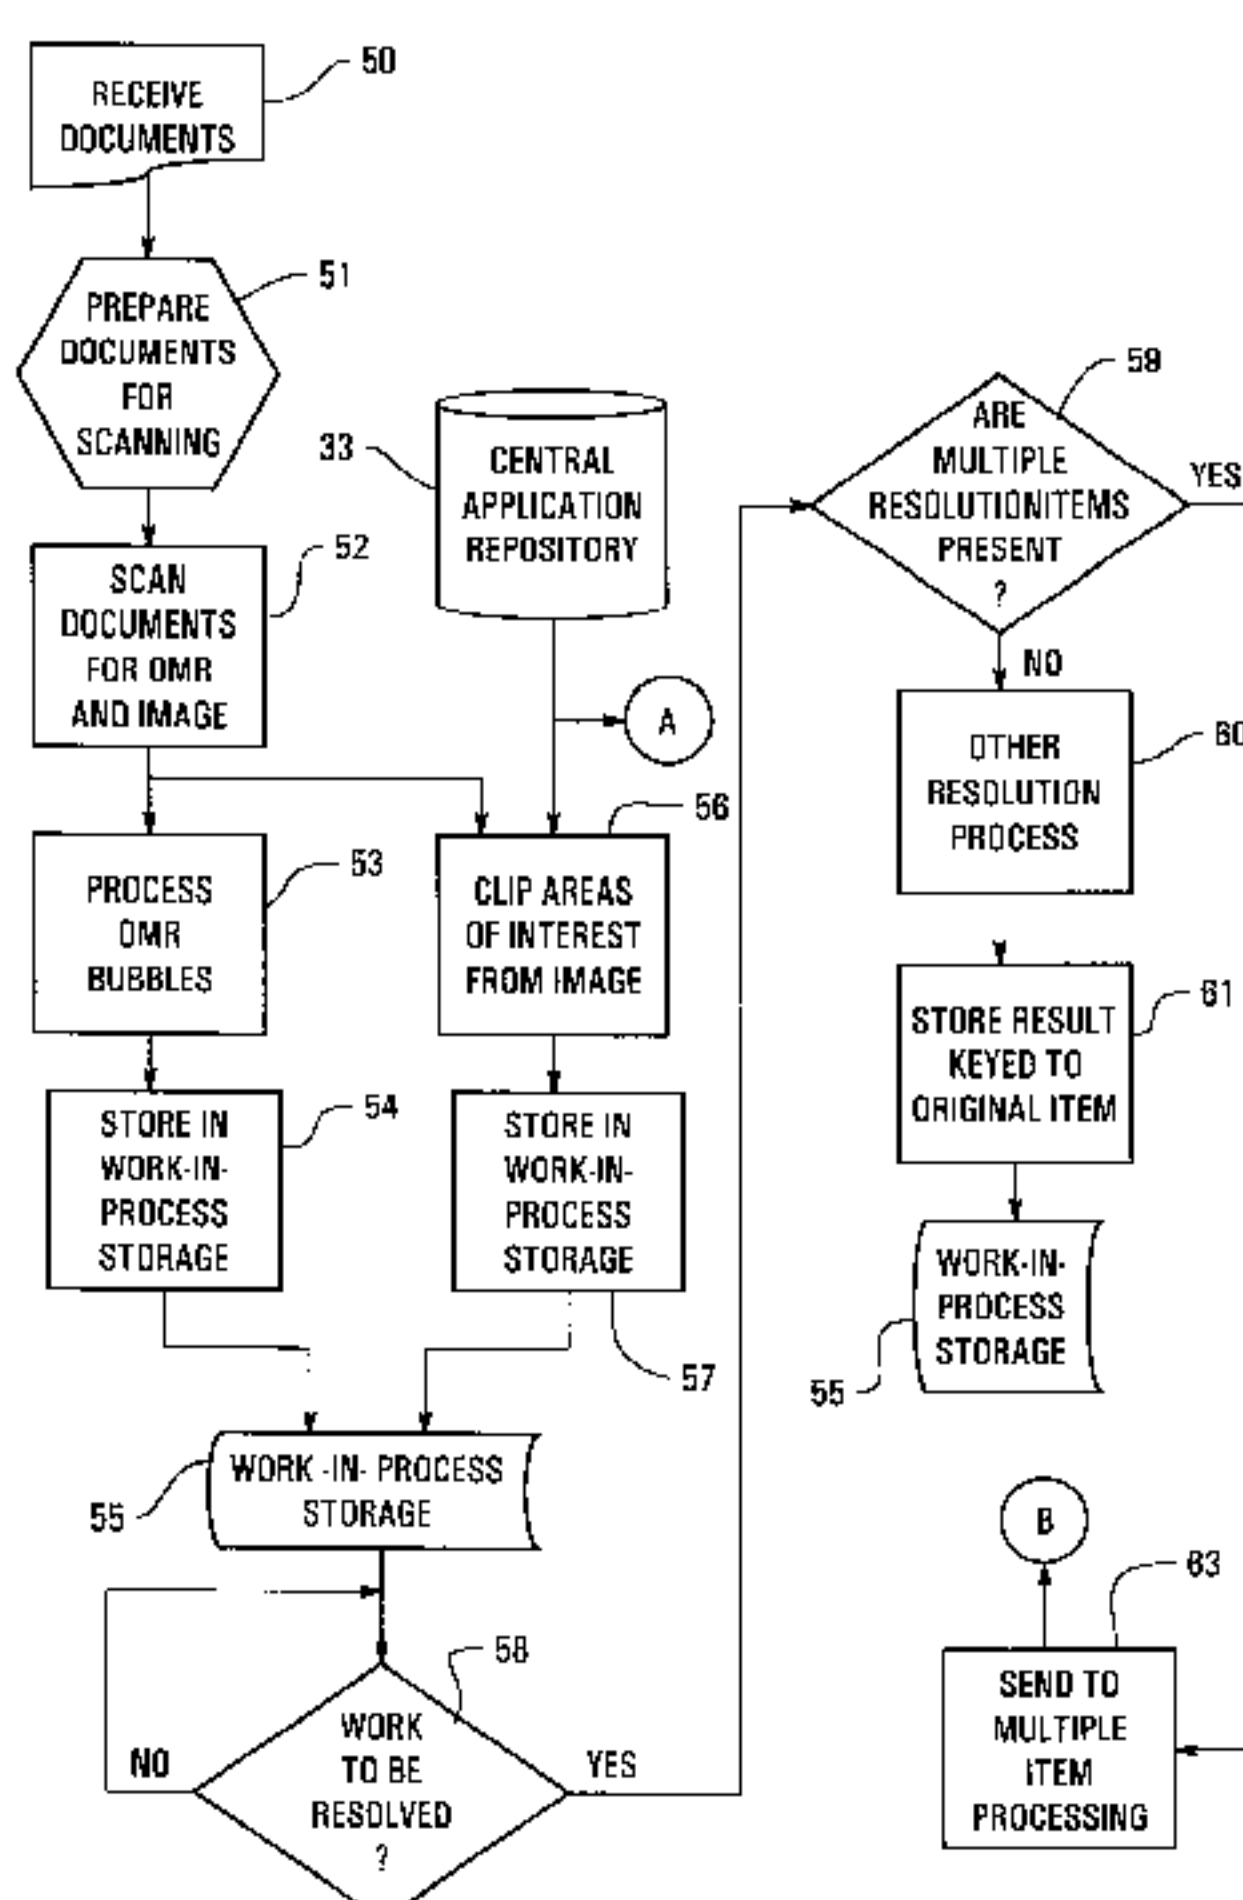 50
RECEIVE
DOCUMENTS
51
PREPARE
DOCUMENTS
FOR
SCANNING
52
SCAN
DOCUMENTS
FOR OMR
AND IMAGE
33
CENTRAL
APPLICATION
REPOSITORY
A
53
PROCESS
OMR
BUBBLES
56
CLIP AREAS
OF INTEREST
FROM IMAGE
54
STORE IN
WORK-IN-
PROCESS
STORAGE
STORE IN
WORK-IN-
PROCESS
STORAGE
57
55
WORK -IN- PROCESS
STORAGE
58
WORK
TO BE
RESOLVED
?
NO
YES
59
ARE
MULTIPLE
RESOLUTIONITEMS
PRESENT
?
YES
NO
60
OTHER
RESOLUTION
PROCESS
61
STORE RESULT
KEYED TO
ORIGINAL ITEM
WORK-IN-
PROCESS
STORAGE
55
B
63
SEND TO
MULTIPLE
ITEM
PROCESSING